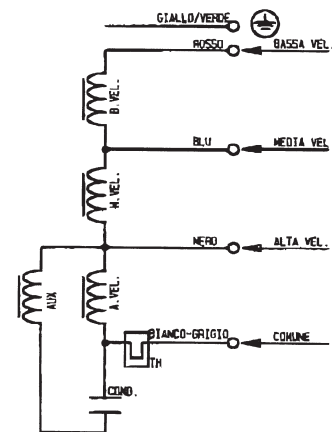 GIALLO/VERDE
ROSSO BASSA VEL.
B.VEL.
BLU MEDIA VEL.
M.VEL.
NERO ALTA VEL.
AUX
A.VEL.
BIANCO-GRIGIO COMUNE
TH
COND.